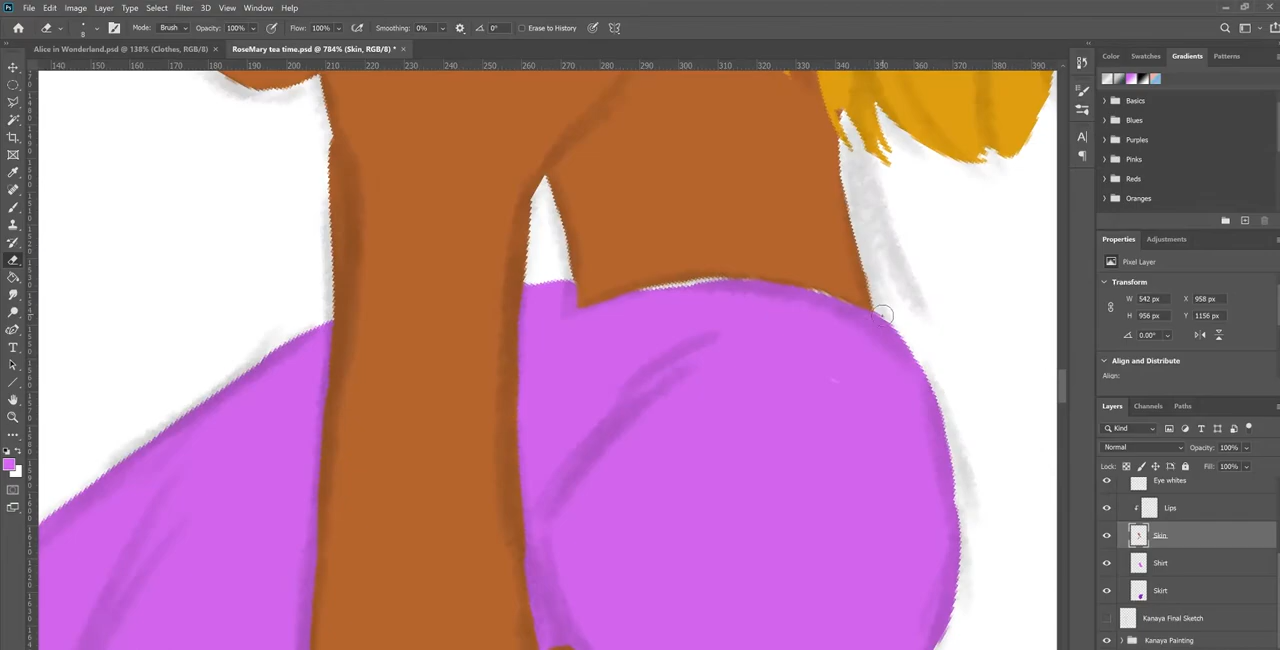 File Edit Image Layer Type Select Filter 3D View Window Help
8 Mode: Brush Opacity: 100% Flow: 100% Smoothing: 0% 0° Erase to History
Alice in Wonderland.psd @ 138% (Clothes, RGB/8) × RoseMary tea time.psd @ 784% (Skin, RGB/8) * ×
140 150 160 170 180 190 200 210 220 230 240 250 260 270 280 290 300 310 320 330 340 350 360 370 380 390
Color Swatches Gradients Patterns
Basics
Blues
Purples
Pinks
Reds
Oranges
Properties Adjustments
Pixel Layer
Transform
W 542 px X 958 px
H 956 px Y 1156 px
0.00°
Align and Distribute
Align:
Layers Channels Paths
Kind
Normal Opacity: 100%
Lock: Fill: 100%
Eye whites
Lips
Skin
Shirt
Skirt
Kanaya Final Sketch
Kanaya Painting